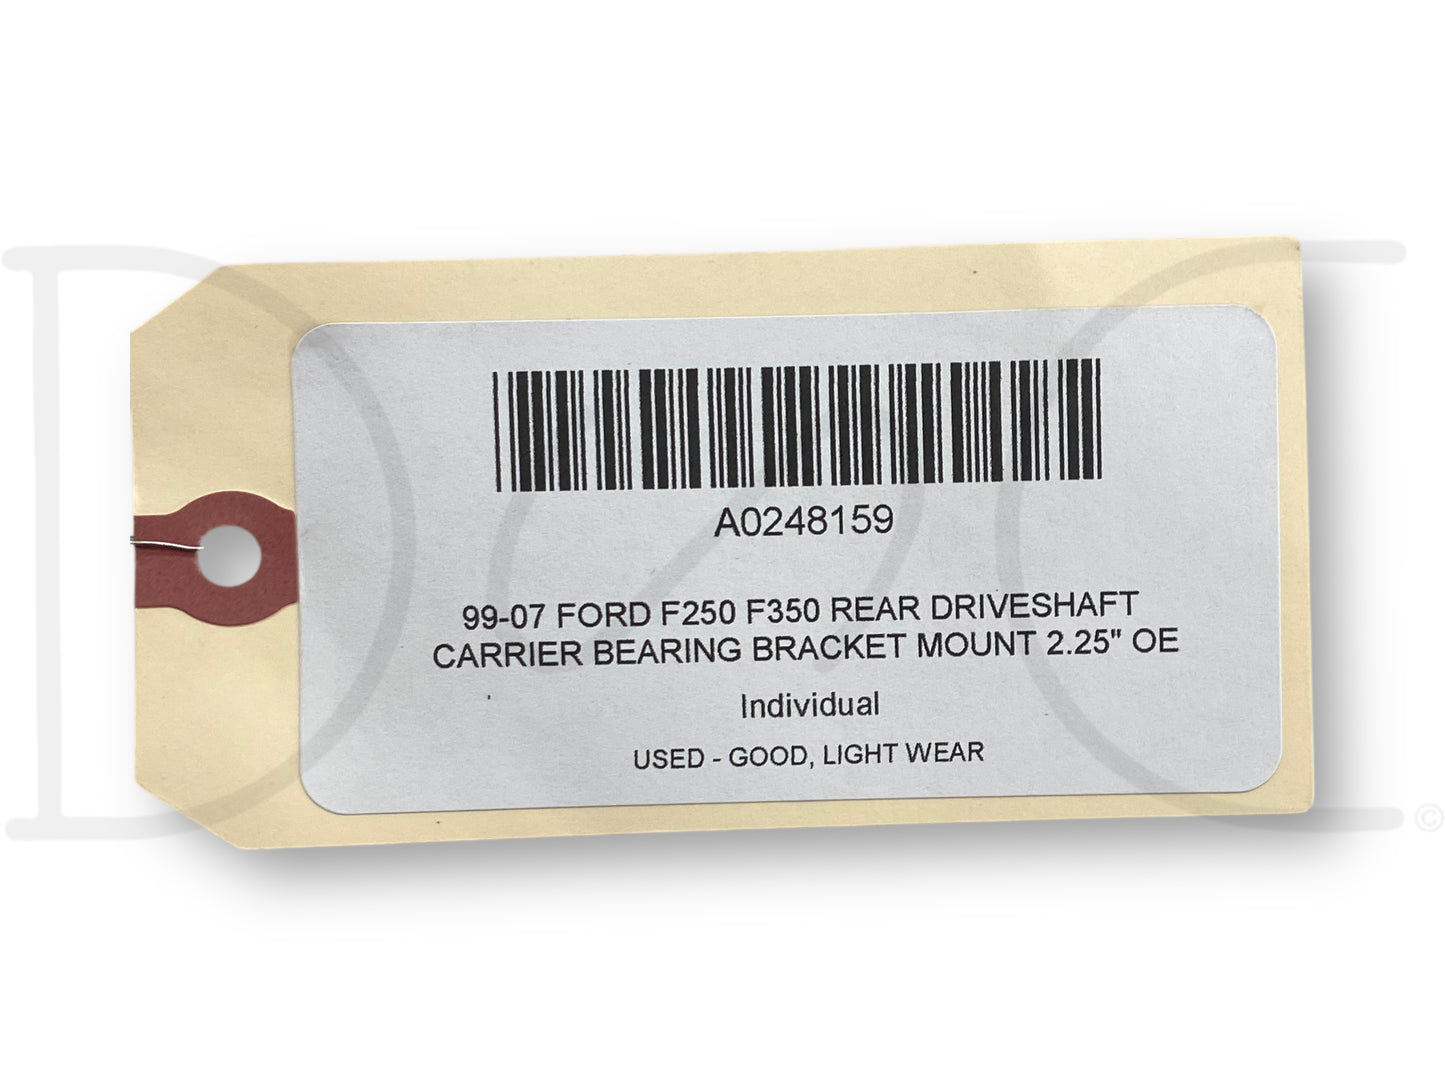 A0248159
99-07 FORD F250 F350 REAR DRIVESHAFT
CARRIER BEARING BRACKET MOUNT 2.25" OE
Individual
USED - GOOD, LIGHT WEAR
©